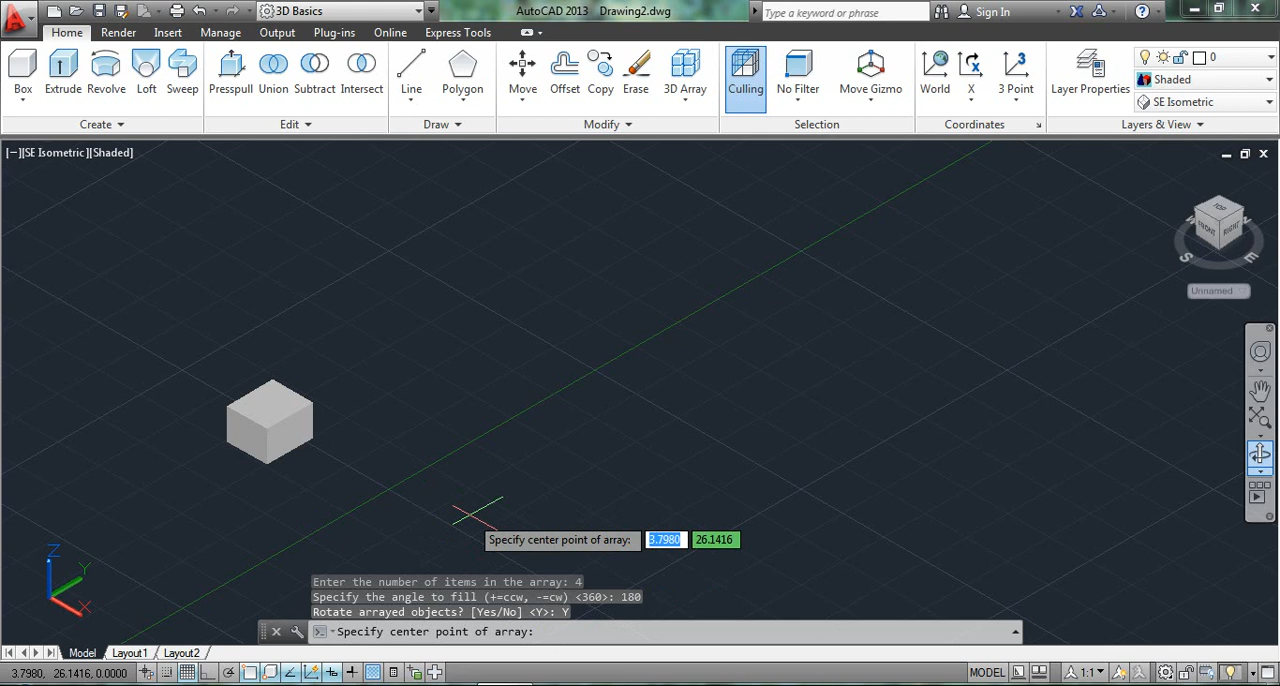 3D Basics
AutoCAD 2013 Drawing2.dwg
Type a keyword or phrase
Sign In
Home Render Insert Manage Output Plug-ins Online Express Tools
Box Extrude Revolve Loft Sweep
Presspull Union Subtract Intersect
Line Polygon
Move Offset Copy Erase 3D Array
Culling No Filter Move Gizmo
World X 3 Point
Layer Properties
0
Shaded
SE Isometric
Create Edit Draw Modify Selection Coordinates Layers & View
[−][SE Isometric][Shaded]
TOP
FRONT RIGHT
W N
S E
Unnamed
Specify center point of array: 3.7980 26.1416
Z
Y
X
Enter the number of items in the array: 4
Specify the angle to fill (+=ccw, -=cw) <360>: 180
Rotate arrayed objects? [Yes/No] <Y>: Y
Specify center point of array:
Model Layout1 Layout2
3.7980, 26.1416, 0.0000
MODEL
1:1